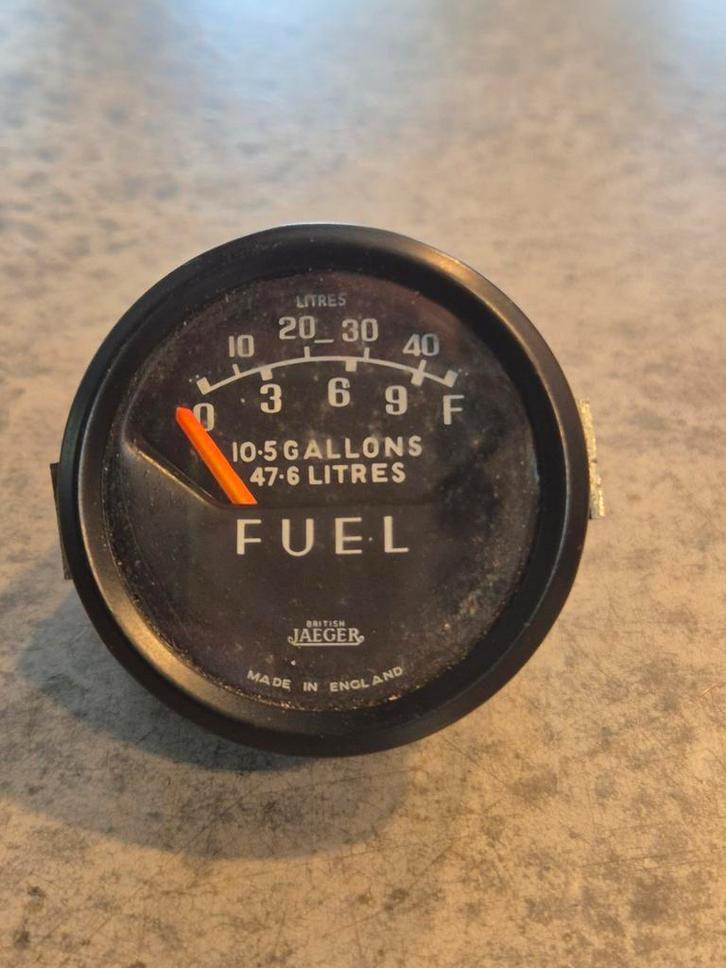 LITRES
10 20 30 40
0 3 6 9 F
10·5 GALLONS
47·6 LITRES
FUEL
BRITISH
JAEGER
MADE IN ENGLAND